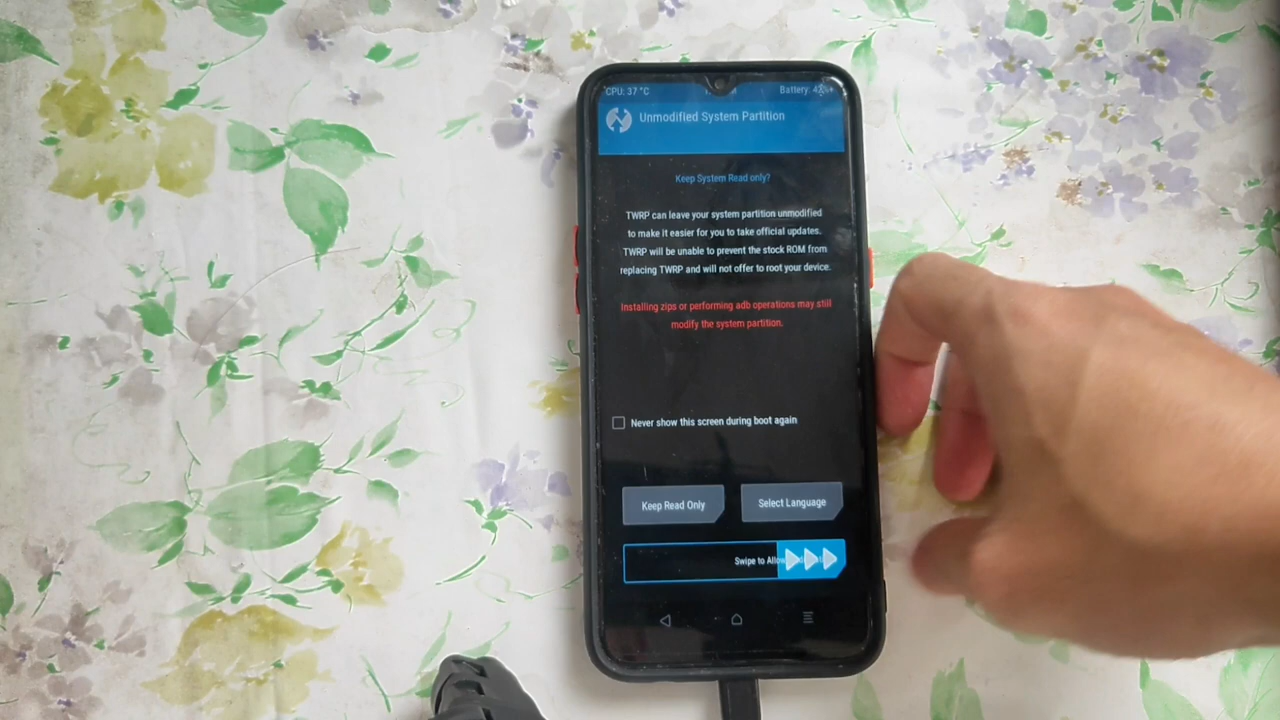 CPU: 37 °C
Battery:
Unmodified System Partition
Keep System Read only?
TWRP can leave your system partition unmodified
to make it easier for you to take official updates.
TWRP will be unable to prevent the stock ROM from
replacing TWRP and will not offer to root your device.
Installing zips or performing adb operations may still
modify the system partition.
Never show this screen during boot again
Keep Read Only
Select Language
Swipe to Allow